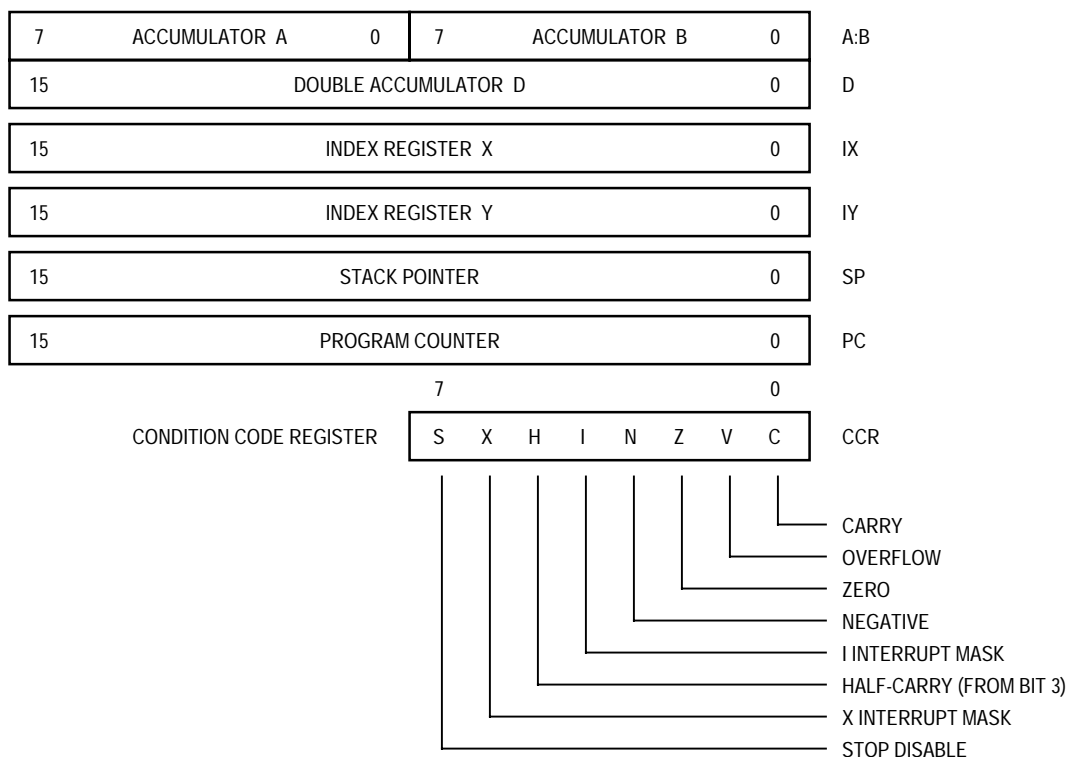 7 ACCUMULATOR A 0 7 ACCUMULATOR B 0 A:B
15 DOUBLE ACCUMULATOR D 0 D
15 INDEX REGISTER X 0 IX
15 INDEX REGISTER Y 0 IY
15 STACK POINTER 0 SP
15 PROGRAM COUNTER 0 PC
7 0
CONDITION CODE REGISTER S X H I N Z V C CCR
CARRY
OVERFLOW
ZERO
NEGATIVE
I INTERRUPT MASK
HALF-CARRY (FROM BIT 3)
X INTERRUPT MASK
STOP DISABLE